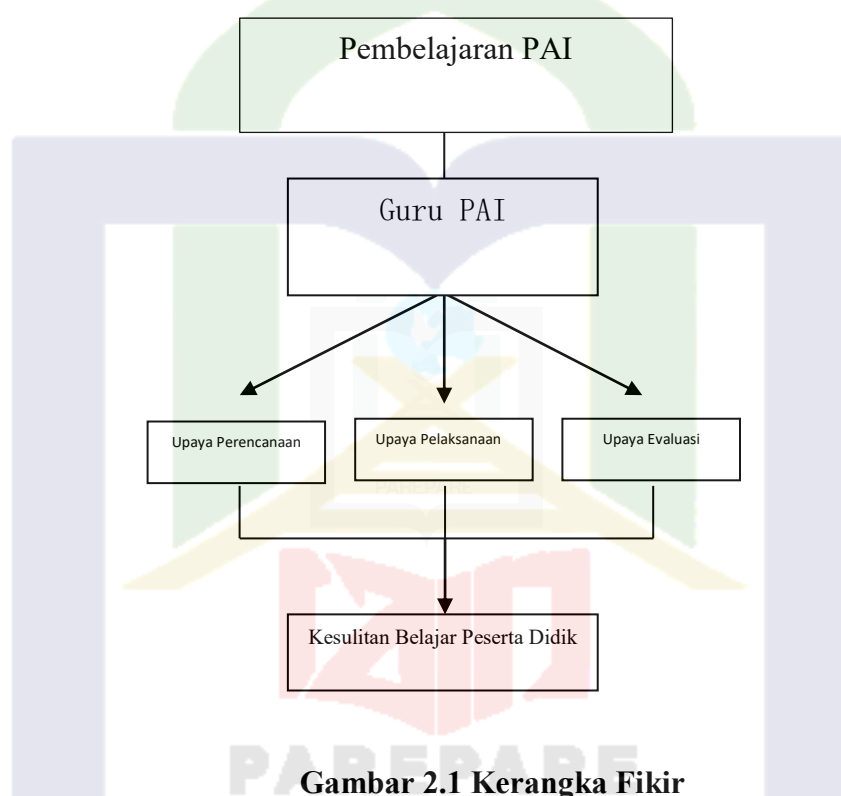 Pembelajaran PAI
Guru PAI
Upaya Perencanaan
Upaya Pelaksanaan
Upaya Evaluasi
PAREPARE
Kesulitan Belajar Peserta Didik
PAREPARE
Gambar 2.1 Kerangka Fikir